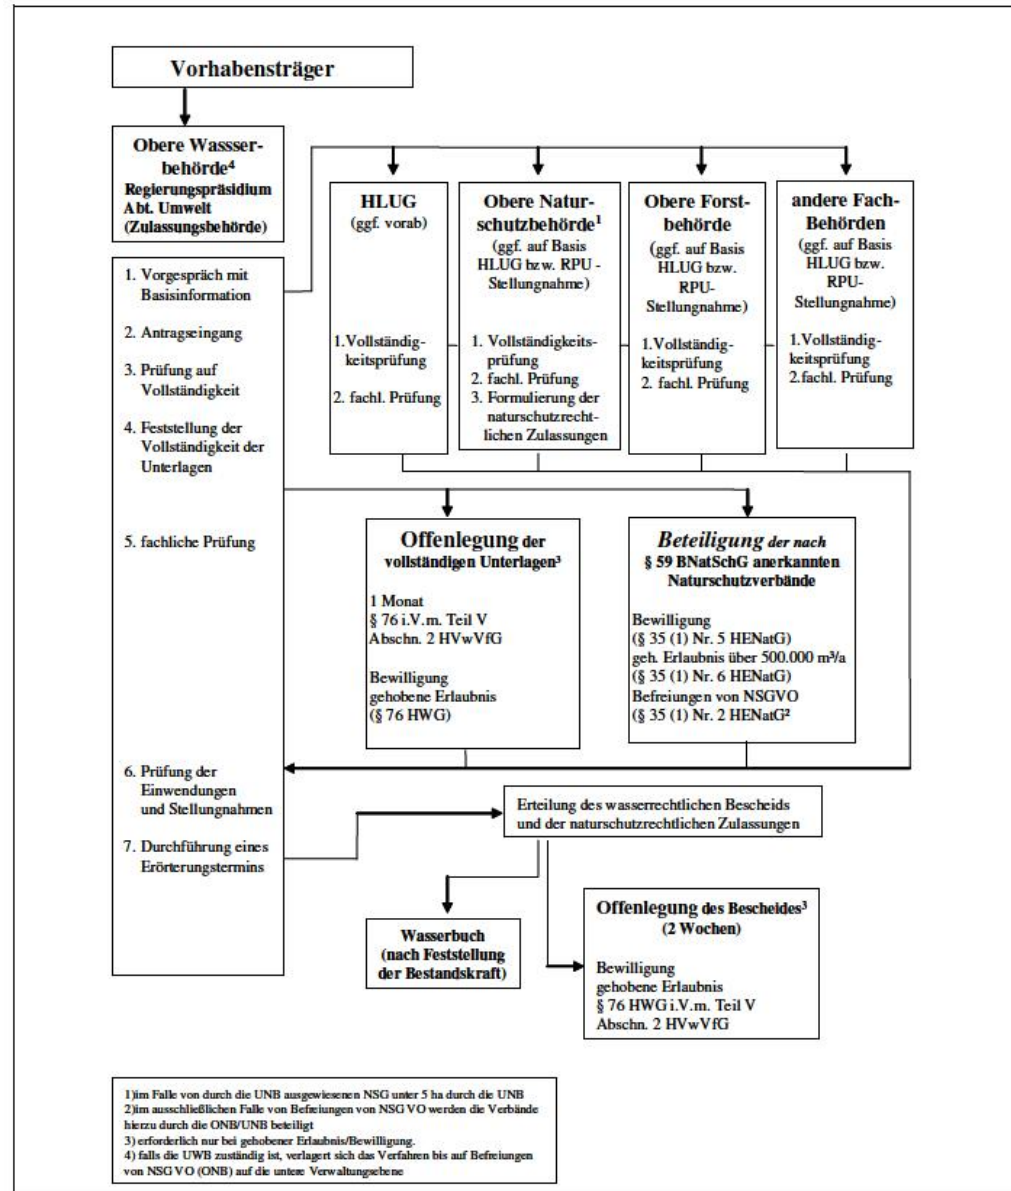 Vorhabensträger
Obere Wassser-
behörde⁴
Regierungspräsidium
Abt. Umwelt
(Zulassungsbehörde)
1. Vorgespräch mit
Basisinformation
2. Antragseingang
3. Prüfung auf
Vollständigkeit
4. Feststellung der
Vollständigkeit der
Unterlagen
5. fachliche Prüfung
6. Prüfung der
Einwendungen
und Stellungnahmen
7. Durchführung eines
Erörterungstermins
HLUG
(ggf. vorab)
1.Vollständig-
keitsprüfung
2. fachl. Prüfung
Obere Natur-
schutzbehörde¹
(ggf. auf Basis
HLUG bzw. RPU -
Stellungnahme)
1. Vollständigkeits-
prüfung
2. fachl. Prüfung
3. Formulierung der
naturschutzrecht-
lichen Zulassungen
Obere Forst-
behörde
(ggf. auf Basis
HLUG bzw.
RPU-
Stellungnahme)
1.Vollständig-
keitsprüfung
2. fachl. Prüfung
andere Fach-
Behörden
(ggf. auf Basis
HLUG bzw.
RPU-
Stellungnahme)
1.Vollständig-
keitsprüfung
2.fachl. Prüfung
Offenlegung der
vollständigen Unterlagen³
1 Monat
§ 76 i.V.m. Teil V
Abschn. 2 HVwVfG
Bewilligung
gehobene Erlaubnis
(§ 76 HWG)
Beteiligung der nach
§ 59 BNatSchG anerkannten
Naturschutzverbände
Bewilligung
(§ 35 (1) Nr. 5 HENatG)
geh. Erlaubnis über 500.000 m³/a
(§ 35 (1) Nr. 6 HENatG)
Befreiungen von NSGVO
(§ 35 (1) Nr. 2 HENatG²
Erteilung des wasserrechtlichen Bescheids
und der naturschutzrechtlichen Zulassungen
Wasserbuch
(nach Feststellung
der Bestandskraft)
Offenlegung des Bescheides³
(2 Wochen)
Bewilligung
gehobene Erlaubnis
§ 76 HWG i.V.m. Teil V
Abschn. 2 HVwVfG
1)im Falle von durch die UNB ausgewiesenen NSG unter 5 ha durch die UNB
2)im ausschließlichen Falle von Befreiungen von NSG VO werden die Verbände
hierzu durch die ONB/UNB beteiligt
3) erforderlich nur bei gehobener Erlaubnis/Bewilligung.
4) falls die UWB zuständig ist, verlagert sich das Verfahren bis auf Befreiungen
von NSG VO (ONB) auf die untere Verwaltungsebene